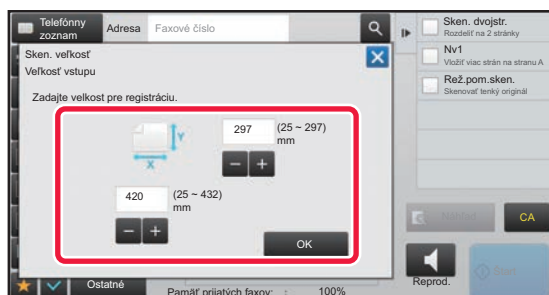 Telefónny
zoznam
Adresa
Faxové číslo
Sken. veľkosť
Veľkosť vstupu
Zadajte velkost pre registráciu.
Y
X
297
(25 ~ 297)
mm
420
(25 ~ 432)
mm
OK
Sken. dvojstr.
Rozdeliť na 2 stránky
Nv1
Vložiť viac strán na stranu A
Rež.pom.sken.
Skenovať tenký originál
CA
Reprod.
Štart
Ostatné
Pamäť prijatých faxov:
100%